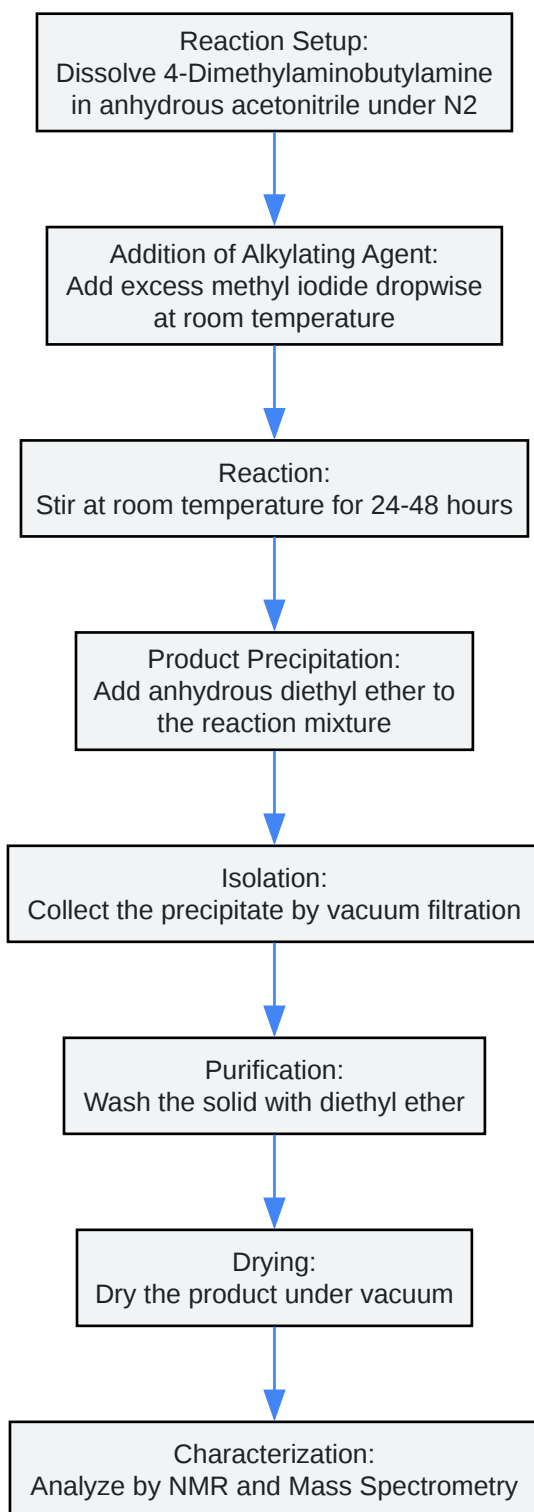 Reaction Setup:
Dissolve 4-Dimethylaminobutylamine
in anhydrous acetonitrile under N2
Addition of Alkylating Agent:
Add excess methyl iodide dropwise
at room temperature
Reaction:
Stir at room temperature for 24-48 hours
Product Precipitation:
Add anhydrous diethyl ether to
the reaction mixture
Isolation:
Collect the precipitate by vacuum filtration
Purification:
Wash the solid with diethyl ether
Drying:
Dry the product under vacuum
Characterization:
Analyze by NMR and Mass Spectrometry